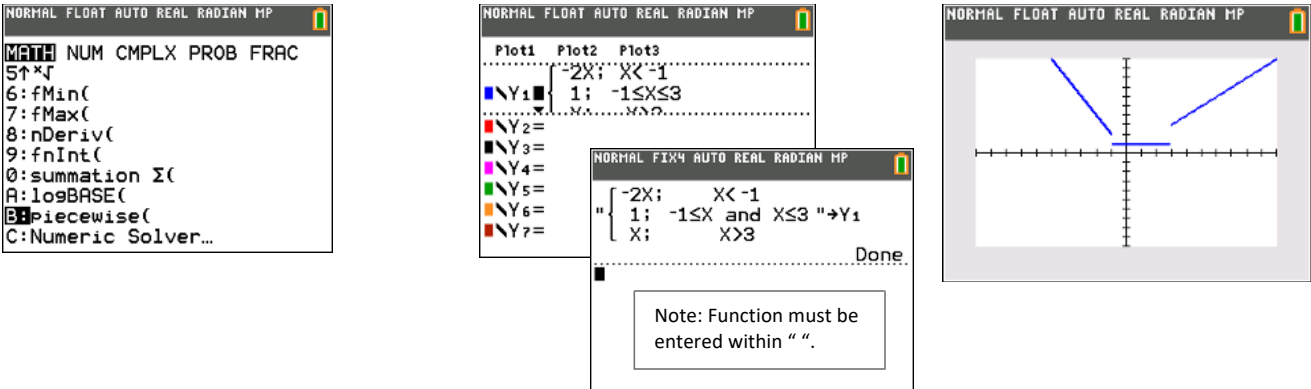 NORMAL FLOAT AUTO REAL RADIAN MP
MATH NUM CMPLX PROB FRAC
5↑ˣ√
6:fMin(
7:fMax(
8:nDeriv(
9:fnInt(
0:summation Σ(
A:logBASE(
B:piecewise(
C:Numeric Solver…
NORMAL FLOAT AUTO REAL RADIAN MP
Plot1 Plot2 Plot3
-2X; X<-1
\Y₁ 1; -1≤X≤3
\Y₂=
\Y₃=
\Y₄=
\Y₅=
\Y₆=
\Y₇=
NORMAL FIX4 AUTO REAL RADIAN MP
-2X; X<-1
"{ 1; -1≤X and X≤3 "→Y₁
X; X>3
Done
Note: Function must be
entered within “ “.
NORMAL FLOAT AUTO REAL RADIAN MP